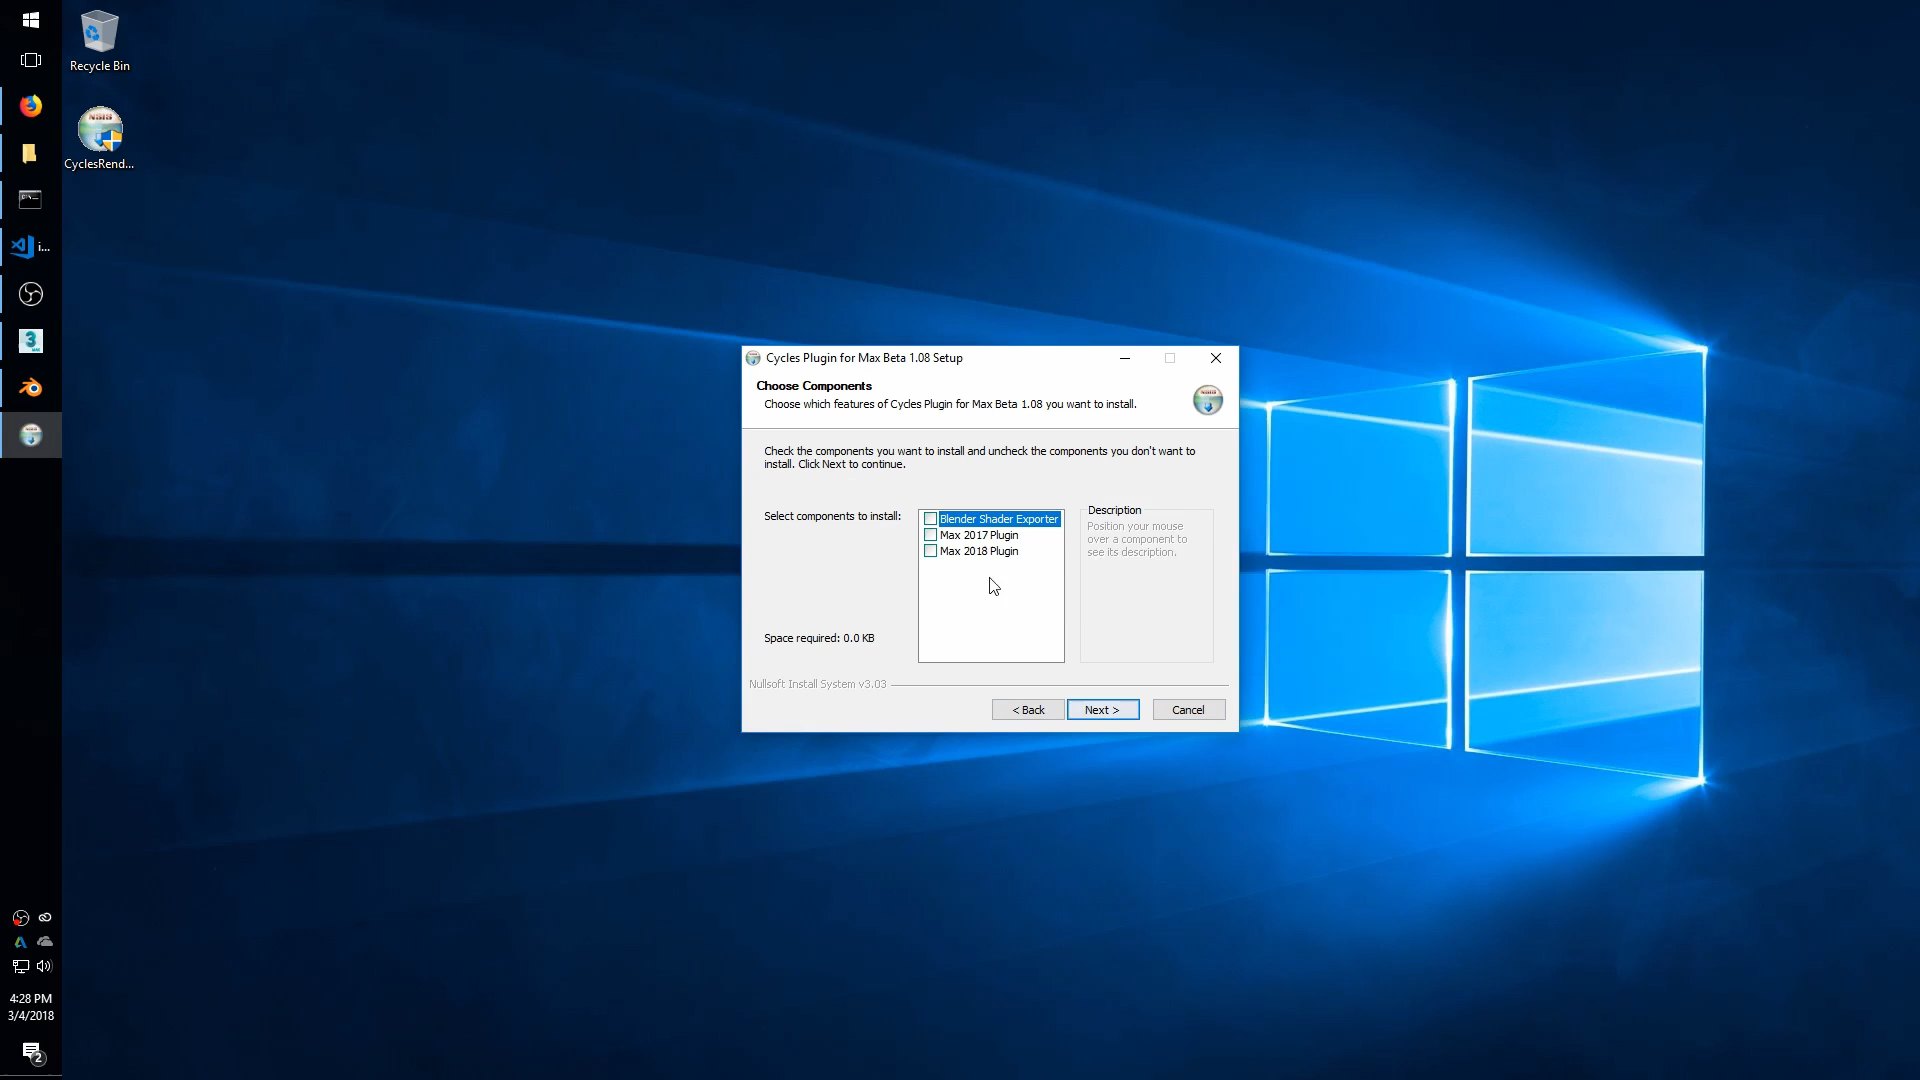 Recycle Bin
CyclesRend...
i...
Cycles Plugin for Max Beta 1.08 Setup
Choose Components
Choose which features of Cycles Plugin for Max Beta 1.08 you want to install.
Check the components you want to install and uncheck the components you don't want to
install. Click Next to continue.
Select components to install:
Blender Shader Exporter
Max 2017 Plugin
Max 2018 Plugin
Description
Position your mouse
over a component to
see its description.
Space required: 0.0 KB
Nullsoft Install System v3.03
< Back
Next >
Cancel
4:28 PM
3/4/2018
2